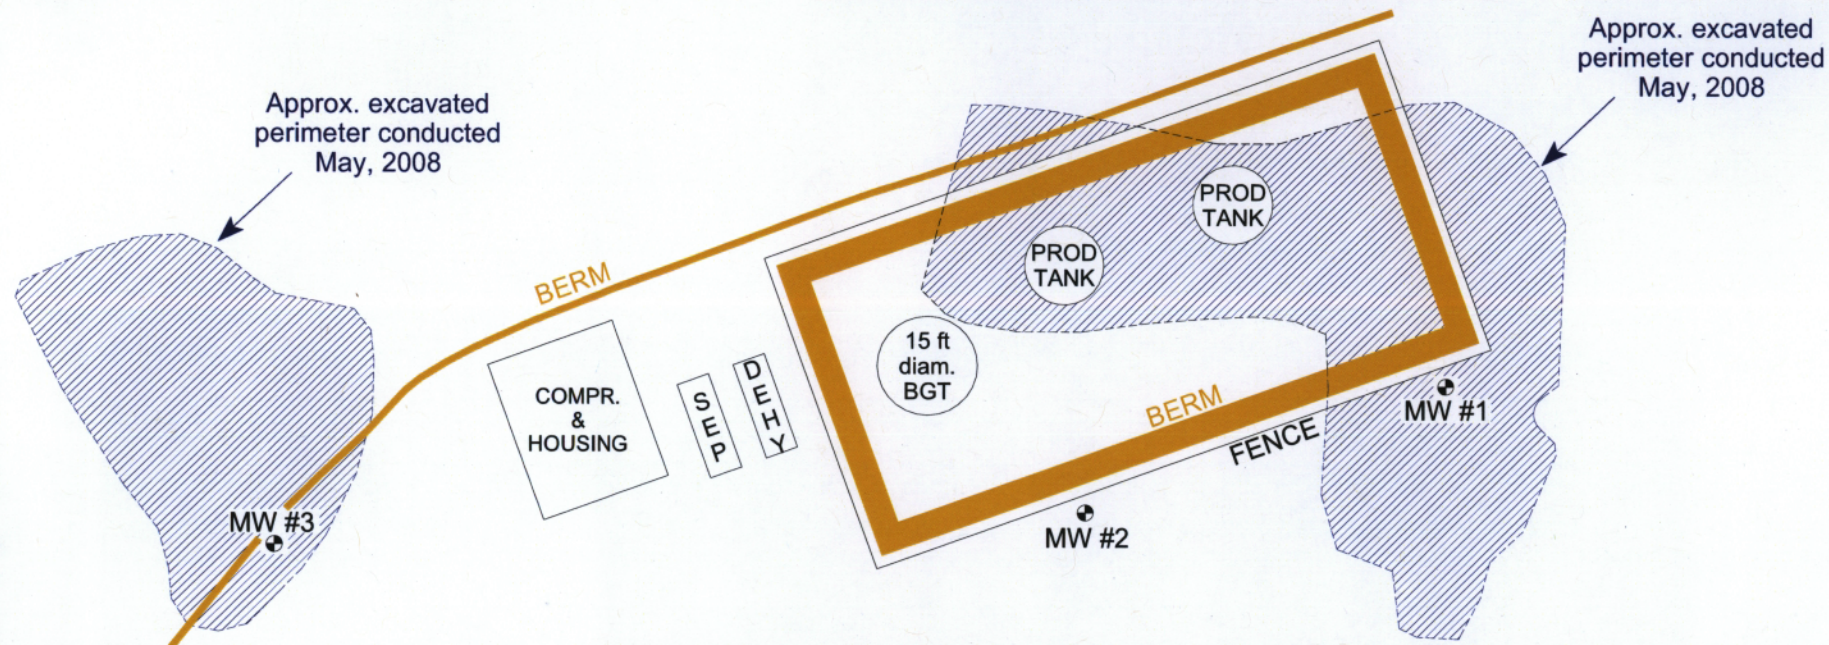 Approx. excavated
perimeter conducted
May, 2008
Approx. excavated
perimeter conducted
May, 2008
BERM
PROD
TANK
PROD
TANK
15 ft
diam.
BGT
COMPR.
&
HOUSING
SEP
DEHY
BERM
FENCE
MW #1
MW #2
MW #3